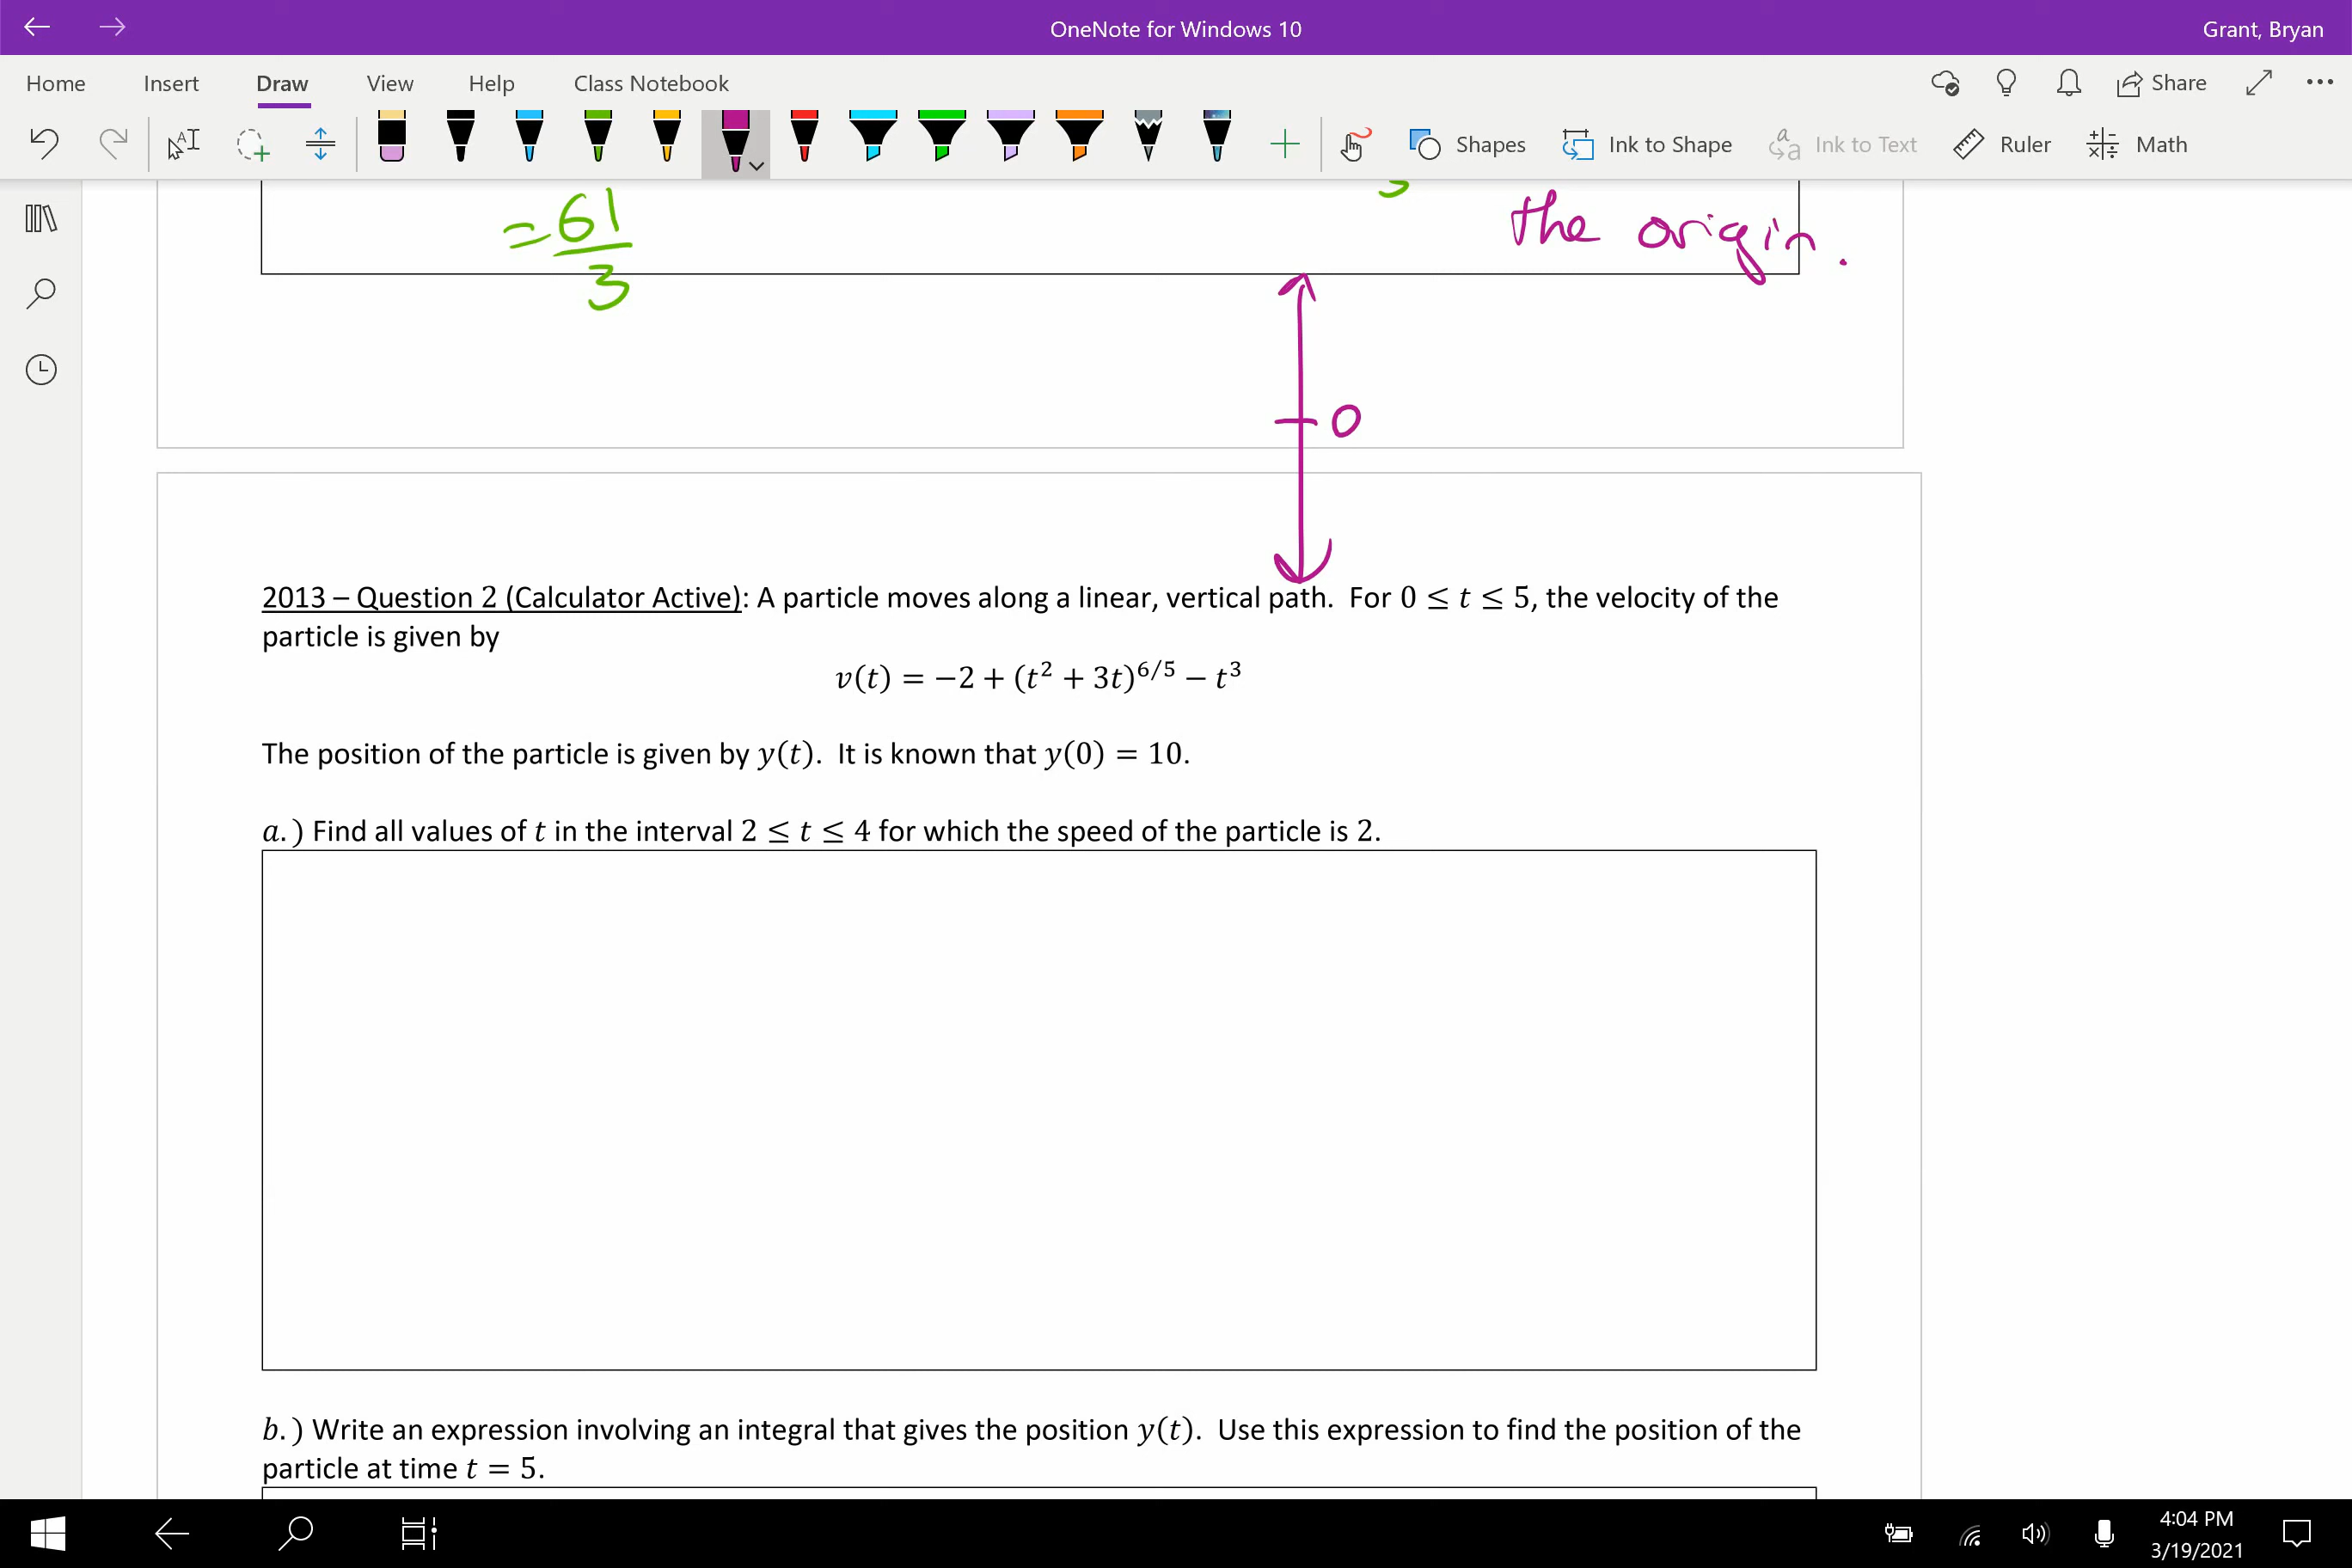 OneNote for Windows 10
Grant, Bryan
Home Insert Draw View Help Class Notebook
Share
Shapes Ink to Shape Ink to Text Ruler Math
= 61/3
the origin.
0
2013 – Question 2 (Calculator Active): A particle moves along a linear, vertical path. For 0 ≤ t ≤ 5, the velocity of the
particle is given by
v(t) = −2 + (t² + 3t)^{6/5} − t³
The position of the particle is given by y(t). It is known that y(0) = 10.
a.) Find all values of t in the interval 2 ≤ t ≤ 4 for which the speed of the particle is 2.
b.) Write an expression involving an integral that gives the position y(t). Use this expression to find the position of the
particle at time t = 5.
4:04 PM
3/19/2021